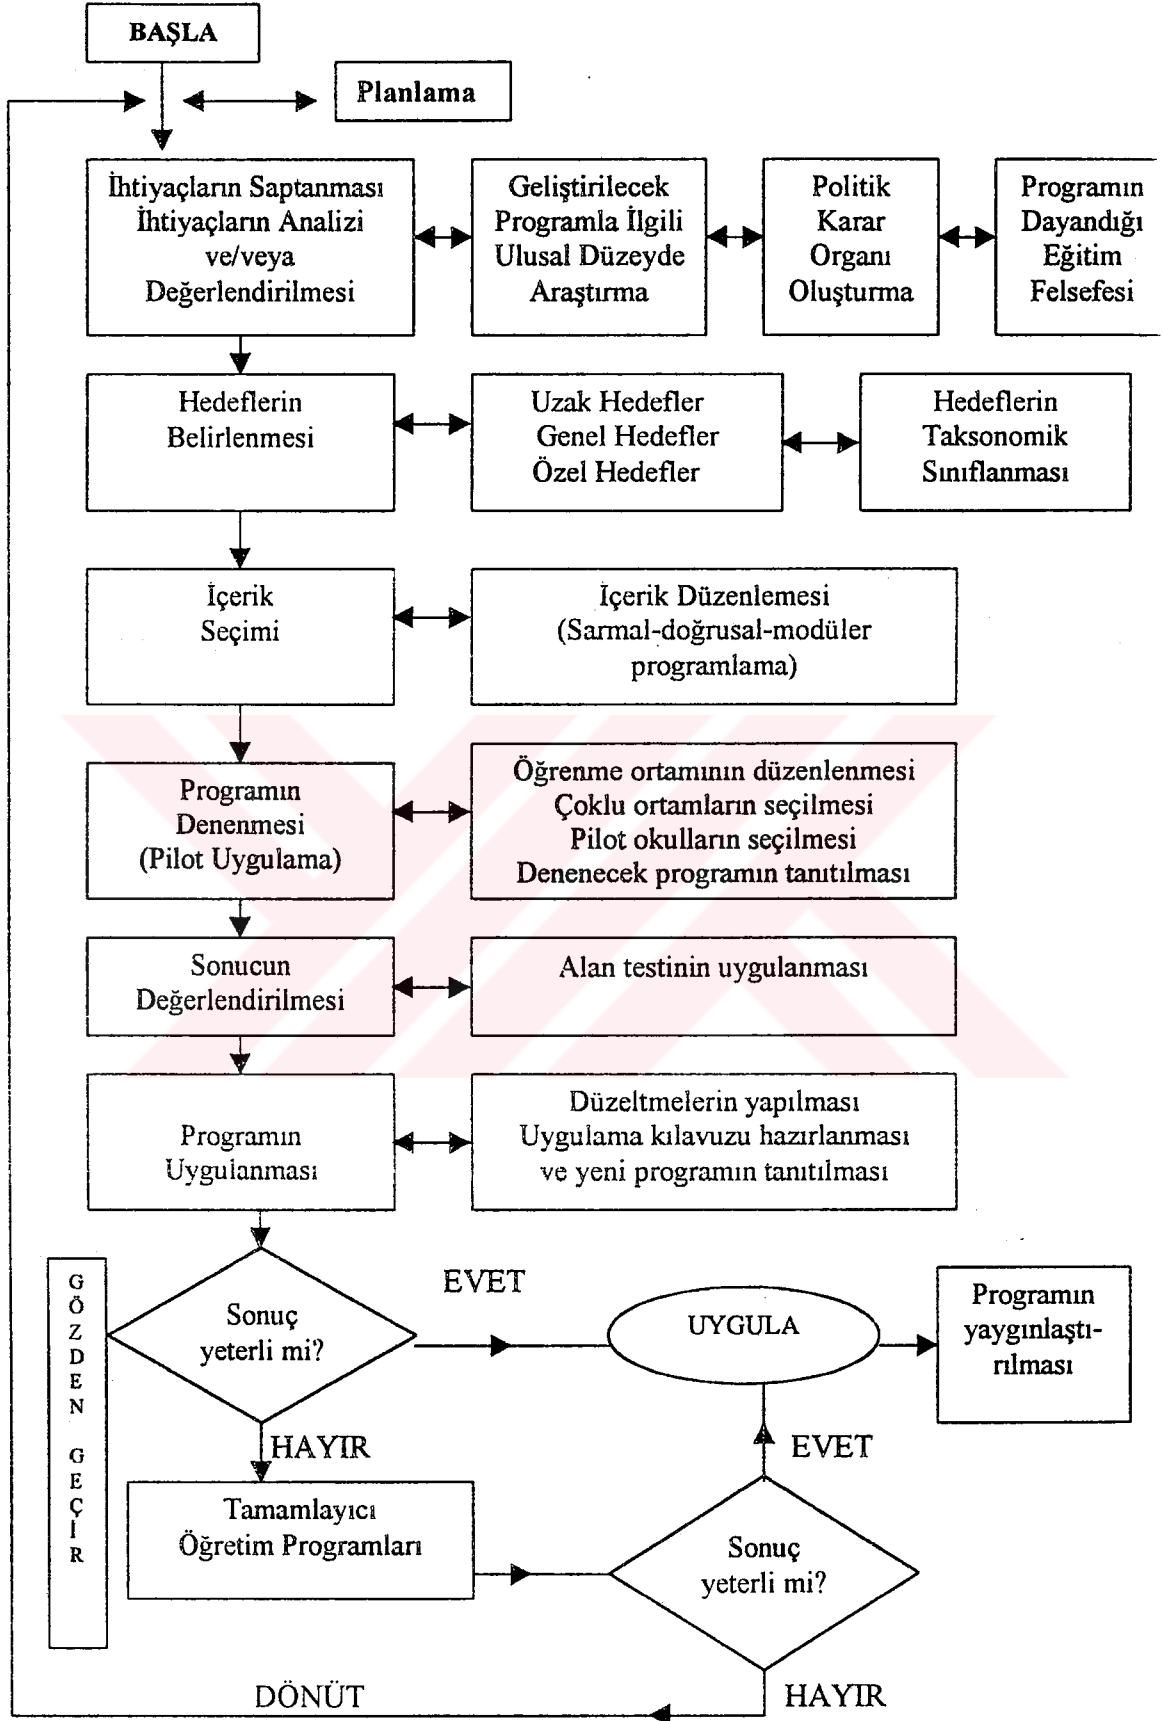 BAŞLA
Planlama
İhtiyaçların Saptanması
İhtiyaçların Analizi
ve/veya
Değerlendirilmesi
Geliştirilecek
Programla İlgili
Ulusal Düzeyde
Araştırma
Politik
Karar
Organı
Oluşturma
Programın
Dayandığı
Eğitim
Felsefesi
Hedeflerin
Belirlenmesi
Uzak Hedefler
Genel Hedefler
Özel Hedefler
Hedeflerin
Taksonomik
Sınıflanması
İçerik
Seçimi
İçerik Düzenlemesi
(Sarmal-doğrusal-modüler
programlama)
Programın
Denenmesi
(Pilot Uygulama)
Öğrenme ortamının düzenlenmesi
Çoklu ortamların seçilmesi
Pilot okulların seçilmesi
Denenecek programın tanıtılması
Sonucun
Değerlendirilmesi
Alan testinin uygulanması
Programın
Uygulanması
Düzeltmelerin yapılması
Uygulama kılavuzu hazırlanması
ve yeni programın tanıtılması
GÖZDEN GEÇİR
Sonuç
yeterli mi?
EVET
UYGULA
Programın
yaygınlaştı-
rılması
HAYIR
EVET
Tamamlayıcı
Öğretim Programları
Sonuç
yeterli mi?
DÖNÜT
HAYIR